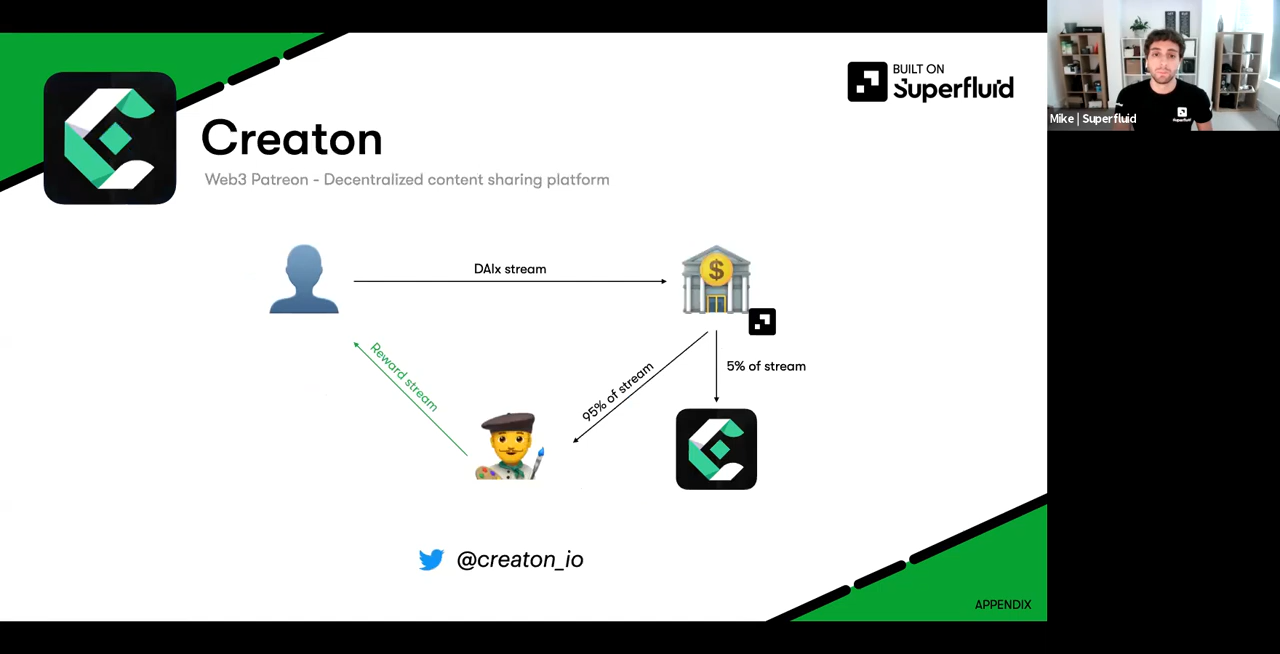 BUILT ON
Superfluid
Creaton
Web3 Patreon - Decentralized content sharing platform
DAIx stream
$
Reward stream
95% of stream
5% of stream
@creaton_io
APPENDIX
Mike | Superfluid
Superfluid